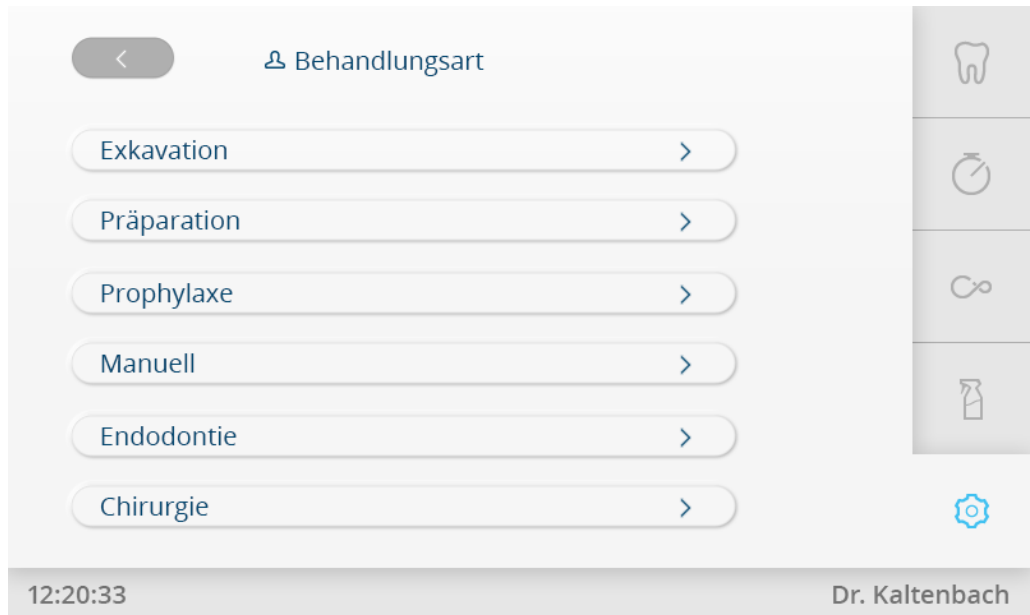 Behandlungsart
Exkavation
Präparation
Prophylaxe
Manuell
Endodontie
Chirurgie
12:20:33
Dr. Kaltenbach